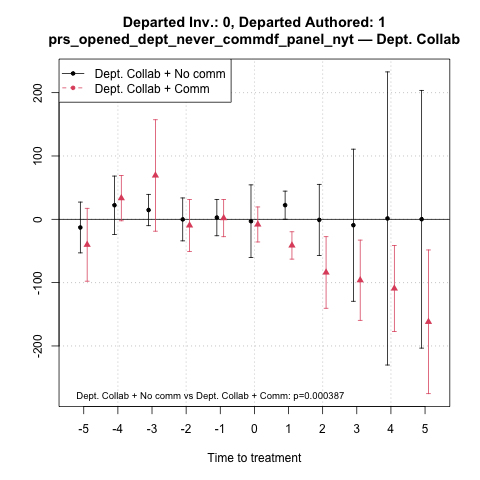 Departed Inv.: 0, Departed Authored: 1
prs_opened_dept_never_commdf_panel_nyt — Dept. Collab
Dept. Collab + No comm
Dept. Collab + Comm
200
100
0
-100
-200
Dept. Collab + No comm vs Dept. Collab + Comm: p=0.000387
-5 -4 -3 -2 -1 0 1 2 3 4 5
Time to treatment